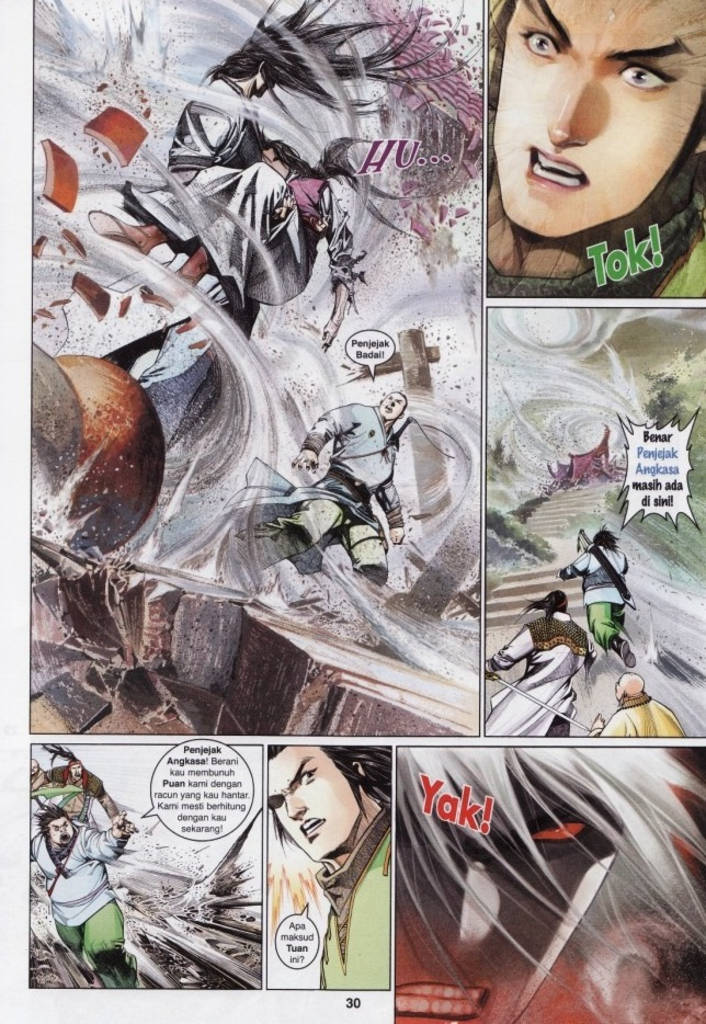 HU...
Penjejak
Badai!
Tok!
Benar
Penjejak
Angkasa
masih ada
di sini!
Penjejak
Angkasa! Berani
kau membunuh
Puan kami dengan
racun yang kau hantar.
Kami mesti berhitung
dengan kau
sekarang!
Apa
maksud
Tuan
ini?
Yak!
30